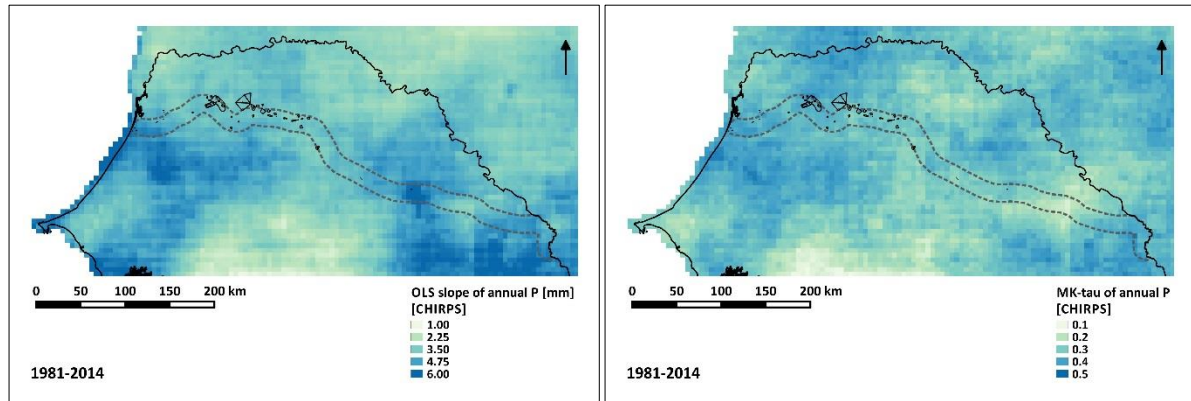 0 50 100 150 200 km
OLS slope of annual P [mm]
[CHIRPS]
1.00
2.25
3.50
4.75
6.00
1981-2014
0 50 100 150 200 km
MK-tau of annual P
[CHIRPS]
0.1
0.2
0.3
0.4
0.5
1981-2014